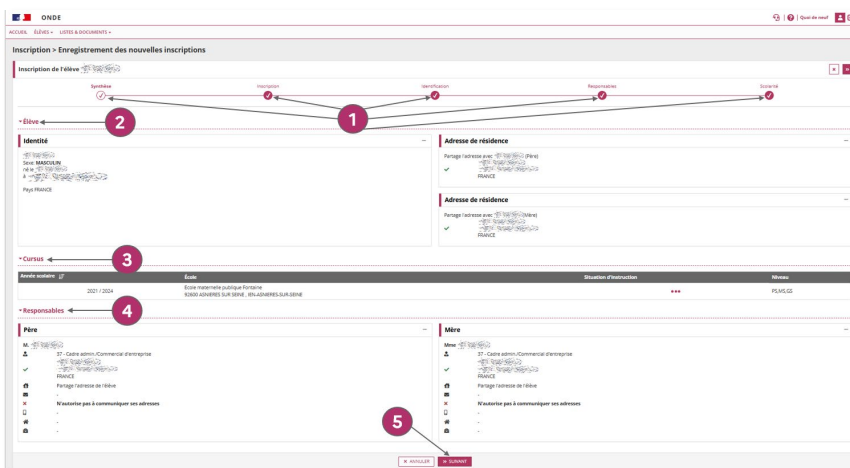 ONDE
Quoi de neuf
ACCUEIL ÉLÈVES LISTES & DOCUMENTS
Inscription > Enregistrement des nouvelles inscriptions
Inscription de l'élève
Synthèse Inscription Identification Responsables Scolarité
1
Élève 2
Identité
Sexe MASCULIN
né le
à
Pays FRANCE
Adresse de résidence
Partage l'adresse avec (Père)
FRANCE
Adresse de résidence
Partage l'adresse avec (Mère)
FRANCE
Cursus 3
Année scolaire École Situation d'instruction Niveau
2021 / 2024 Ecole maternelle publique Fontaine PS,MS,GS
92600 ASNIERES SUR SEINE , IEN-ASNIERES-SUR-SEINE
Responsables 4
Père
M.
37 - Cadre admin./Commercial d'entreprise
FRANCE
Partage l'adresse de l'élève
-
N'autorise pas à communiquer ses adresses
-
-
-
Mère
Mme
37 - Cadre admin./Commercial d'entreprise
FRANCE
Partage l'adresse de l'élève
-
N'autorise pas à communiquer ses adresses
-
-
-
5
ANNULER SUIVANT